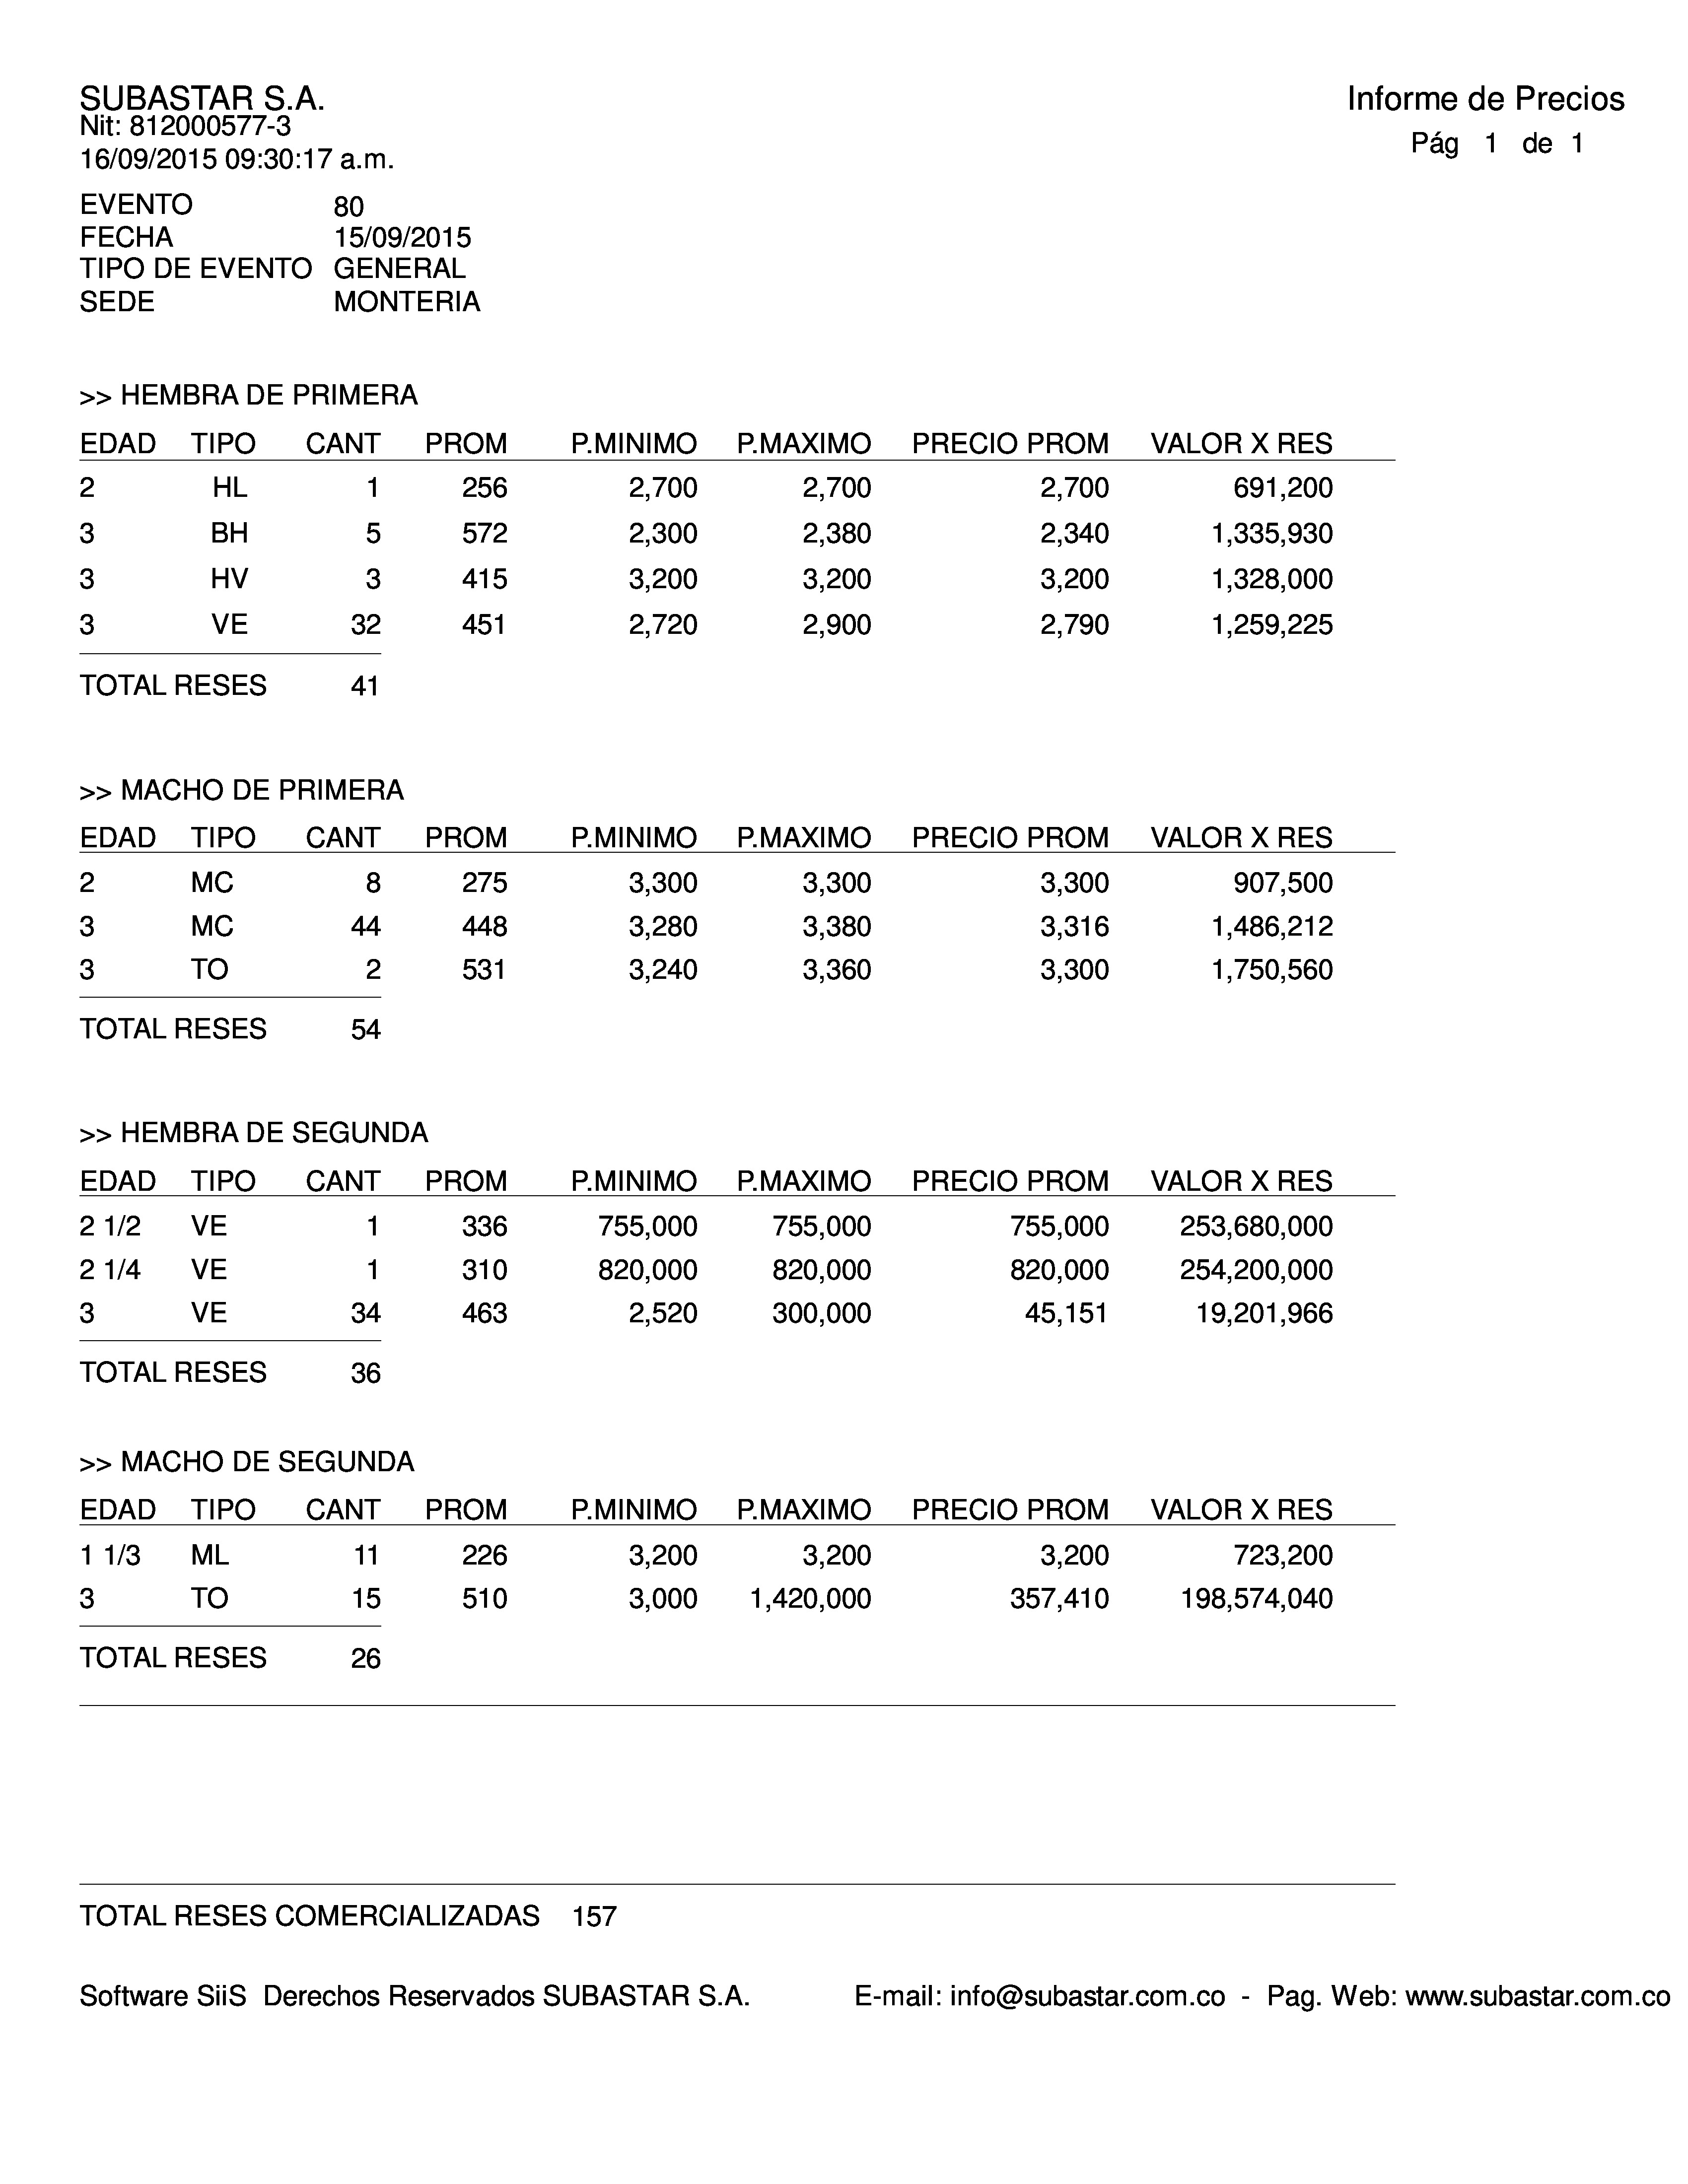 SUBASTAR S.A.
Informe de Precios
Nit: 812000577-3
Pág 1 de 1
16/09/2015 09:30:17 a.m.
EVENTO 80
FECHA 15/09/2015
TIPO DE EVENTO GENERAL
SEDE MONTERIA
>> HEMBRA DE PRIMERA
EDAD TIPO CANT PROM P.MINIMO P.MAXIMO PRECIO PROM VALOR X RES
2 HL 1 256 2,700 2,700 2,700 691,200
3 BH 5 572 2,300 2,380 2,340 1,335,930
3 HV 3 415 3,200 3,200 3,200 1,328,000
3 VE 32 451 2,720 2,900 2,790 1,259,225
TOTAL RESES 41
>> MACHO DE PRIMERA
EDAD TIPO CANT PROM P.MINIMO P.MAXIMO PRECIO PROM VALOR X RES
2 MC 8 275 3,300 3,300 3,300 907,500
3 MC 44 448 3,280 3,380 3,316 1,486,212
3 TO 2 531 3,240 3,360 3,300 1,750,560
TOTAL RESES 54
>> HEMBRA DE SEGUNDA
EDAD TIPO CANT PROM P.MINIMO P.MAXIMO PRECIO PROM VALOR X RES
2 1/2 VE 1 336 755,000 755,000 755,000 253,680,000
2 1/4 VE 1 310 820,000 820,000 820,000 254,200,000
3 VE 34 463 2,520 300,000 45,151 19,201,966
TOTAL RESES 36
>> MACHO DE SEGUNDA
EDAD TIPO CANT PROM P.MINIMO P.MAXIMO PRECIO PROM VALOR X RES
1 1/3 ML 11 226 3,200 3,200 3,200 723,200
3 TO 15 510 3,000 1,420,000 357,410 198,574,040
TOTAL RESES 26
TOTAL RESES COMERCIALIZADAS 157
Software SiiS Derechos Reservados SUBASTAR S.A. E-mail: info@subastar.com.co - Pag. Web: www.subastar.com.co